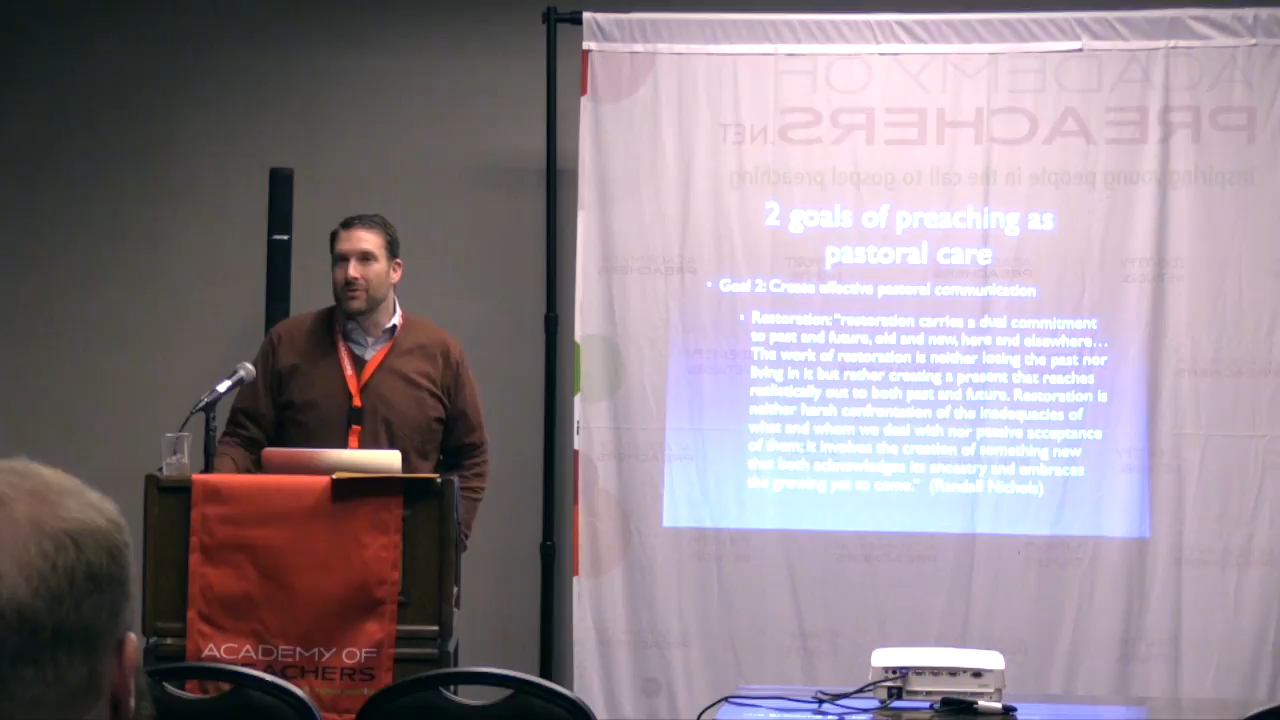 ACADEMY OF
PREACHERS.NET
inspiring young people in the call to gospel preaching
2 goals of preaching as
pastoral care
• Goal 2: Create effective pastoral communication
• Restoration: "restoration carries a dual commitment
to past and future, old and new, here and elsewhere…
The work of restoration is neither losing the past nor
living in it but rather creating a present that reaches
realistically out to both past and future. Restoration is
neither harsh confrontation of the inadequacies of
what and whom we deal with nor passive acceptance
of them; it involves the creation of something new
that both acknowledges its ancestry and embraces
the growing yet to come." (Randall Nichols)
BOSE
ACADEMY OF
PREACHERS